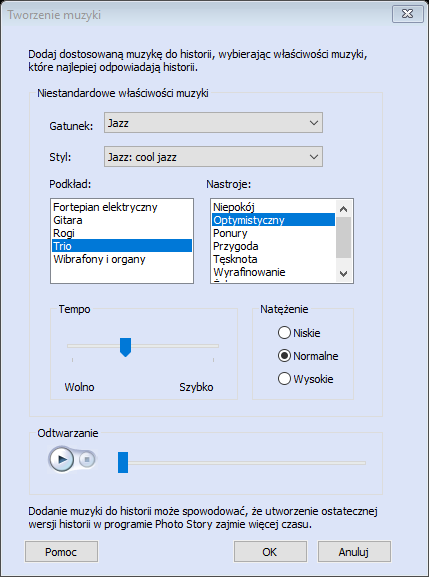 Tworzenie muzyki
Dodaj dostosowaną muzykę do historii, wybierając właściwości muzyki,
które najlepiej odpowiadają historii.
Niestandardowe właściwości muzyki
Gatunek: Jazz
Styl: Jazz: cool jazz
Podkład: Nastroje:
Fortepian elektryczny Niepokój
Gitara Optymistyczny
Rogi Ponury
Trio Przygoda
Wibrafony i organy Tęsknota
Wyrafinowanie
Tempo Natężenie
Niskie
Normalne
Wysokie
Wolno Szybko
Odtwarzanie
Dodanie muzyki do historii może spowodować, że utworzenie ostatecznej
wersji historii w programie Photo Story zajmie więcej czasu.
Pomoc OK Anuluj